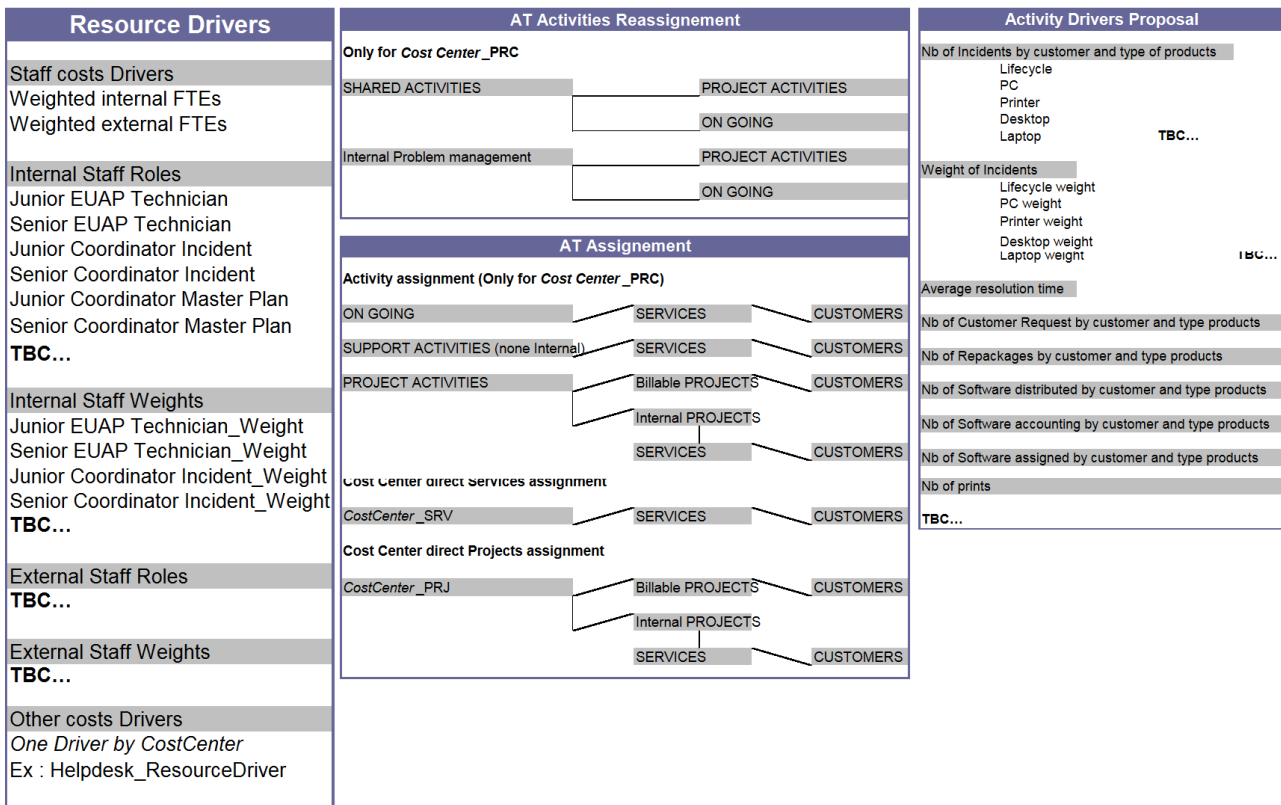 Resource Drivers
Staff costs Drivers
Weighted internal FTEs
Weighted external FTEs
Internal Staff Roles
Junior EUAP Technician
Senior EUAP Technician
Junior Coordinator Incident
Senior Coordinator Incident
Junior Coordinator Master Plan
Senior Coordinator Master Plan
TBC...
Internal Staff Weights
Junior EUAP Technician_Weight
Senior EUAP Technician_Weight
Junior Coordinator Incident_Weight
Senior Coordinator Incident_Weight
TBC...
External Staff Roles
TBC...
External Staff Weights
TBC...
Other costs Drivers
One Driver by CostCenter
Ex : Helpdesk_ResourceDriver
AT Activities Reassignement
Only for Cost Center_PRC
SHARED ACTIVITIES PROJECT ACTIVITIES
ON GOING
Internal Problem management PROJECT ACTIVITIES
ON GOING
AT Assignement
Activity assignment (Only for Cost Center_PRC)
ON GOING SERVICES CUSTOMERS
SUPPORT ACTIVITIES (none Internal) SERVICES CUSTOMERS
PROJECT ACTIVITIES Billable PROJECTS CUSTOMERS
Internal PROJECTS
SERVICES CUSTOMERS
Cost Center direct Services assignment
CostCenter_SRV SERVICES CUSTOMERS
Cost Center direct Projects assignment
CostCenter_PRJ Billable PROJECTS CUSTOMERS
Internal PROJECTS
SERVICES CUSTOMERS
Activity Drivers Proposal
Nb of Incidents by customer and type of products
Lifecycle
PC
Printer
Desktop
Laptop TBC...
Weight of Incidents
Lifecycle weight
PC weight
Printer weight
Desktop weight
Laptop weight TBC...
Average resolution time
Nb of Customer Request by customer and type products
Nb of Repackages by customer and type products
Nb of Software distributed by customer and type products
Nb of Software accounting by customer and type products
Nb of Software assigned by customer and type products
Nb of prints
TBC...